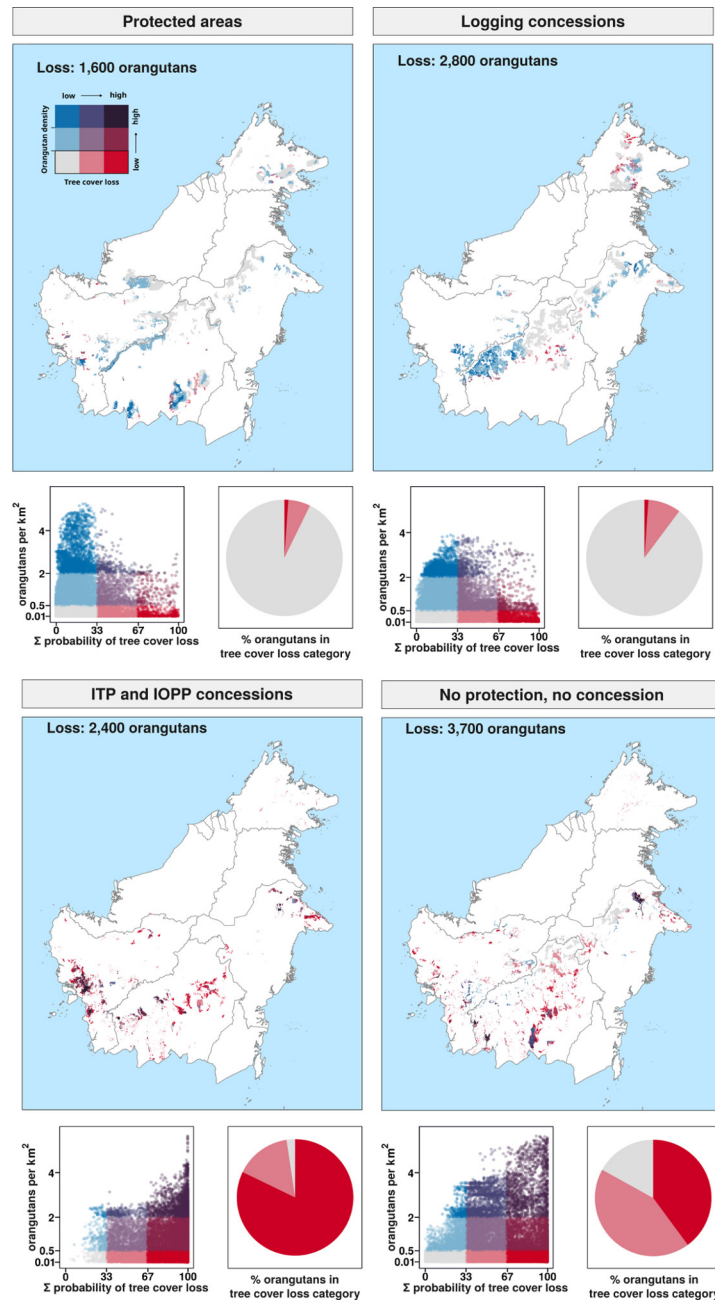 Protected areas
Logging concessions
Loss: 1,600 orangutans
low → high
Orangutan density
low → high
Tree cover loss
Loss: 2,800 orangutans
orangutans per km²
4
2
0.5
0.01
0 33 67 100
Σ probability of tree cover loss
% orangutans in
tree cover loss category
orangutans per km²
4
2
0.5
0.01
0 33 67 100
Σ probability of tree cover loss
% orangutans in
tree cover loss category
ITP and IOPP concessions
No protection, no concession
Loss: 2,400 orangutans
Loss: 3,700 orangutans
orangutans per km²
4
2
0.5
0.01
0 33 67 100
Σ probability of tree cover loss
% orangutans in
tree cover loss category
orangutans per km²
4
2
0.5
0.01
0 33 67 100
Σ probability of tree cover loss
% orangutans in
tree cover loss category